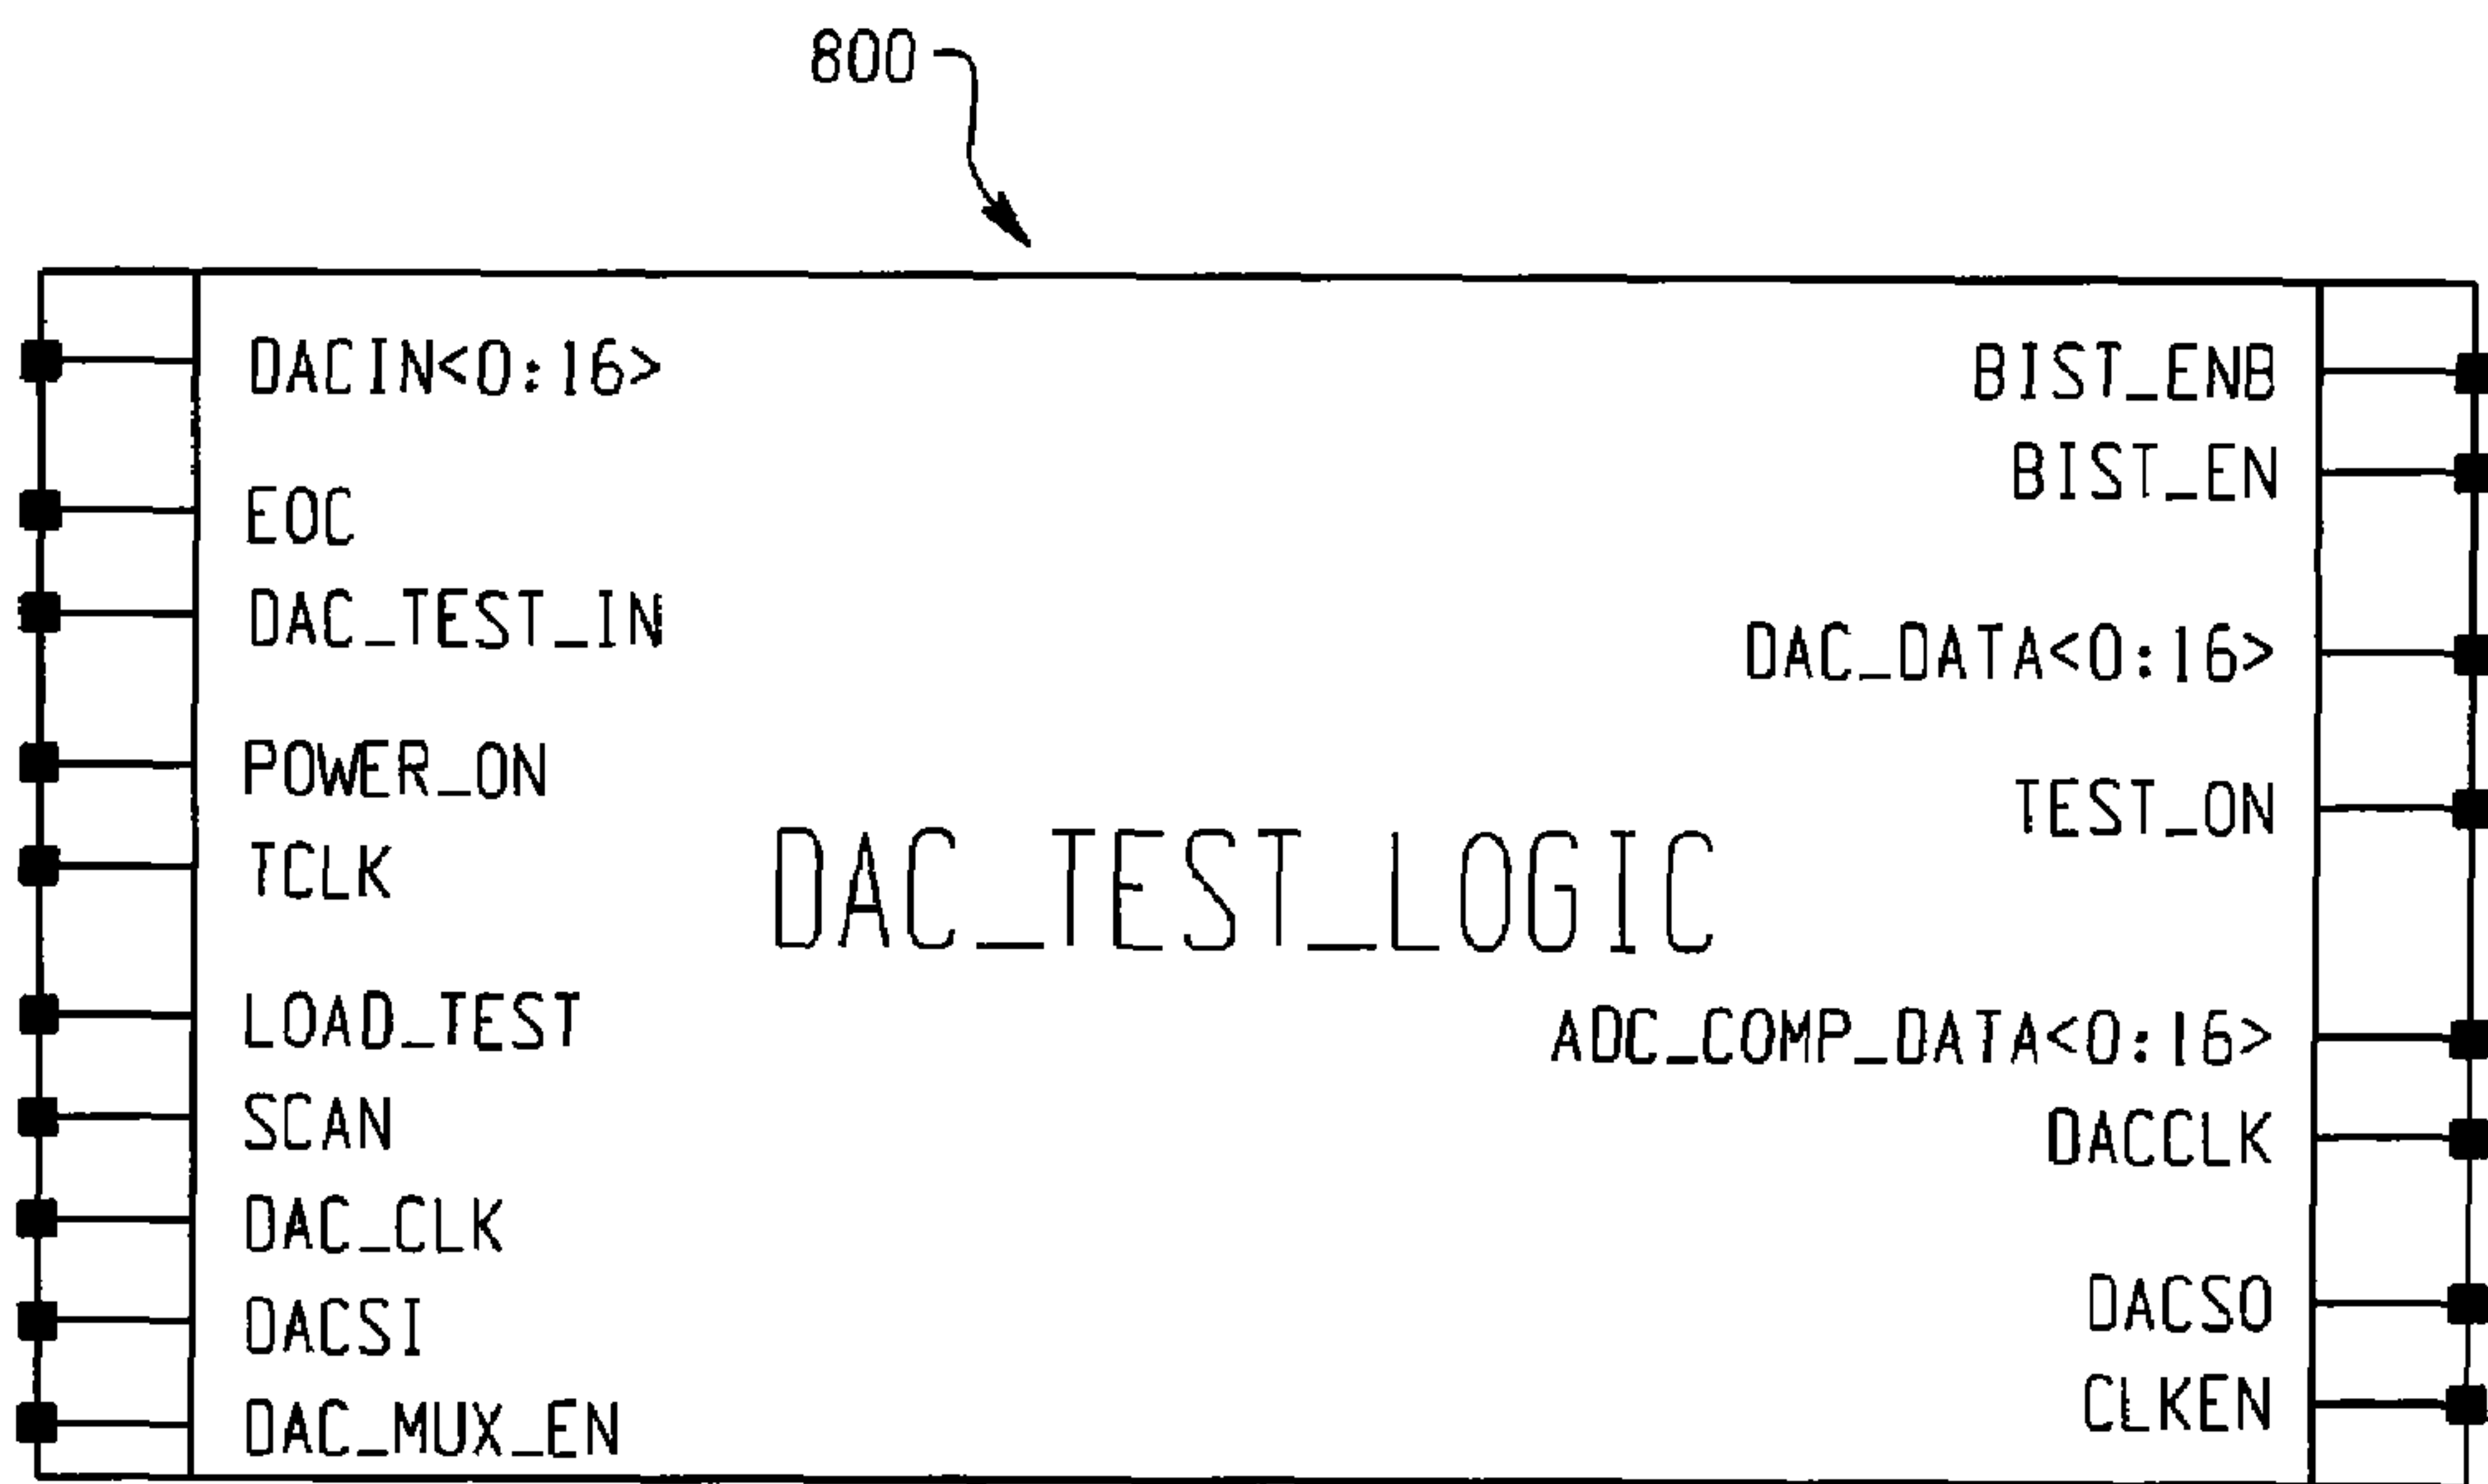 800
DACIN<0:16>
EOC
DAC_TEST_IN
POWER_ON
TCLK
LOAD_TEST
SCAN
DAC_CLK
DACSI
DAC_MUX_EN
DAC_TEST_LOGIC
BIST_ENB
BIST_EN
DAC_DATA<0:16>
TEST_ON
ADC_COMP_DATA<0:16>
DACCLK
DACSO
CLKEN